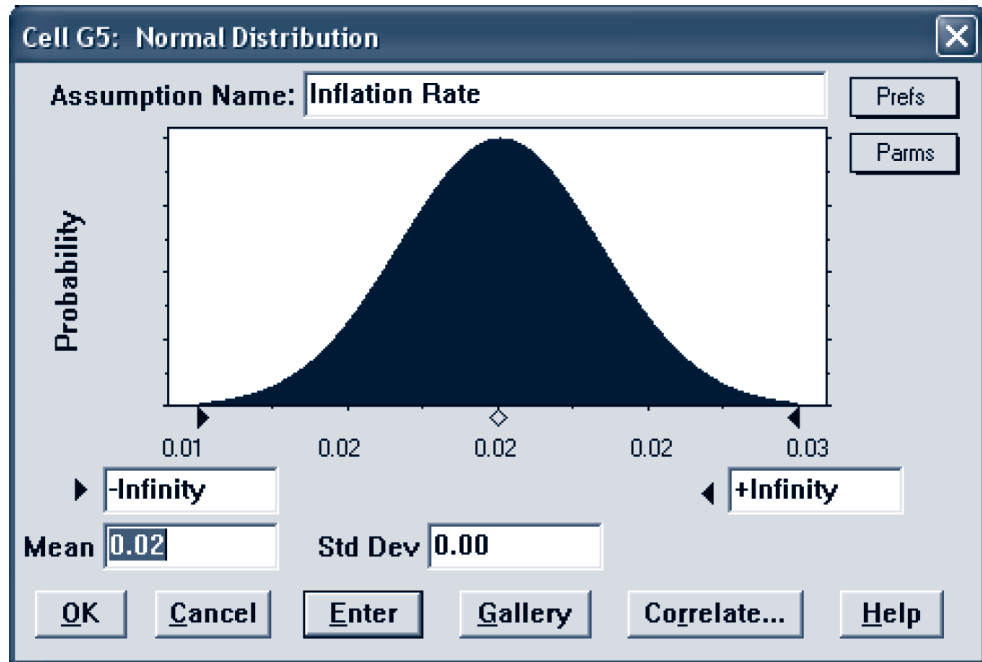 Cell G5: Normal Distribution
Assumption Name: Inflation Rate
Prefs
Parms
Probability
0.01 0.02 0.02 0.02 0.03
-Infinity +Infinity
Mean 0.02 Std Dev 0.00
OK Cancel Enter Gallery Correlate... Help